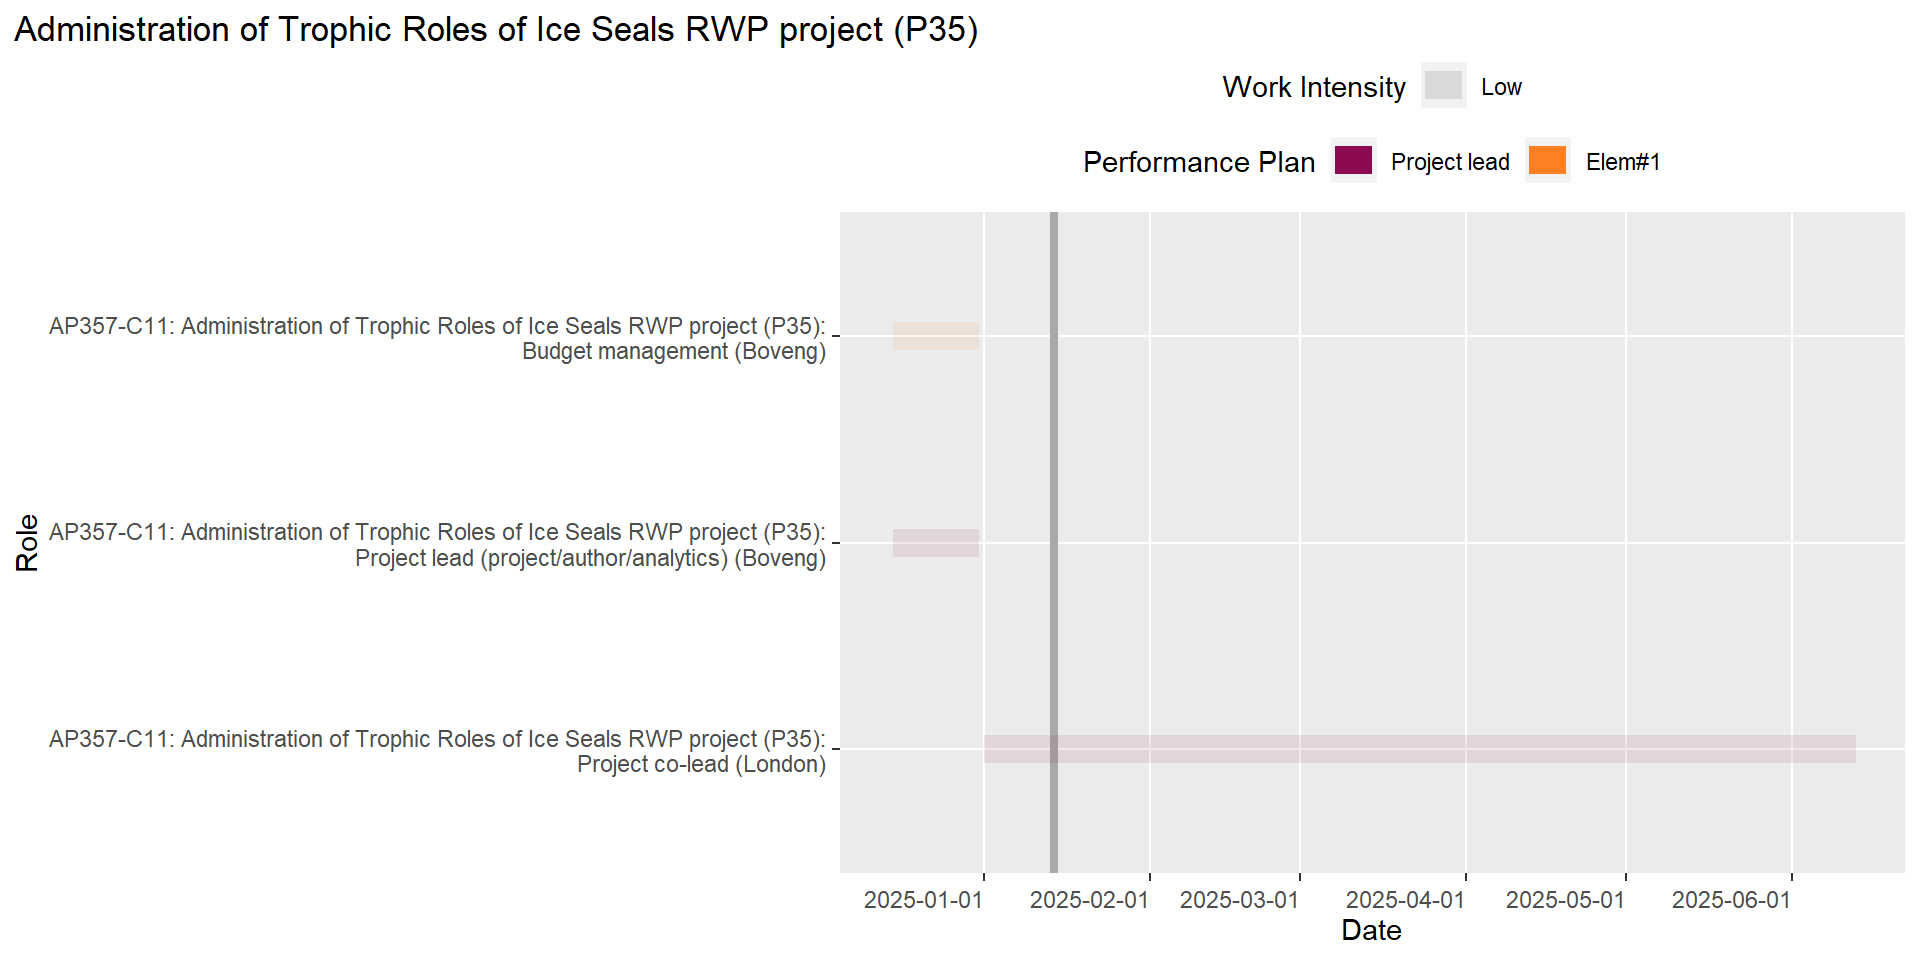 Administration of Trophic Roles of Ice Seals RWP project (P35)
Work Intensity Low
Performance Plan Project lead Elem#1
AP357-C11: Administration of Trophic Roles of Ice Seals RWP project (P35):
Budget management (Boveng)
AP357-C11: Administration of Trophic Roles of Ice Seals RWP project (P35):
Project lead (project/author/analytics) (Boveng)
AP357-C11: Administration of Trophic Roles of Ice Seals RWP project (P35):
Project co-lead (London)
Role
2025-01-01 2025-02-01 2025-03-01 2025-04-01 2025-05-01 2025-06-01
Date